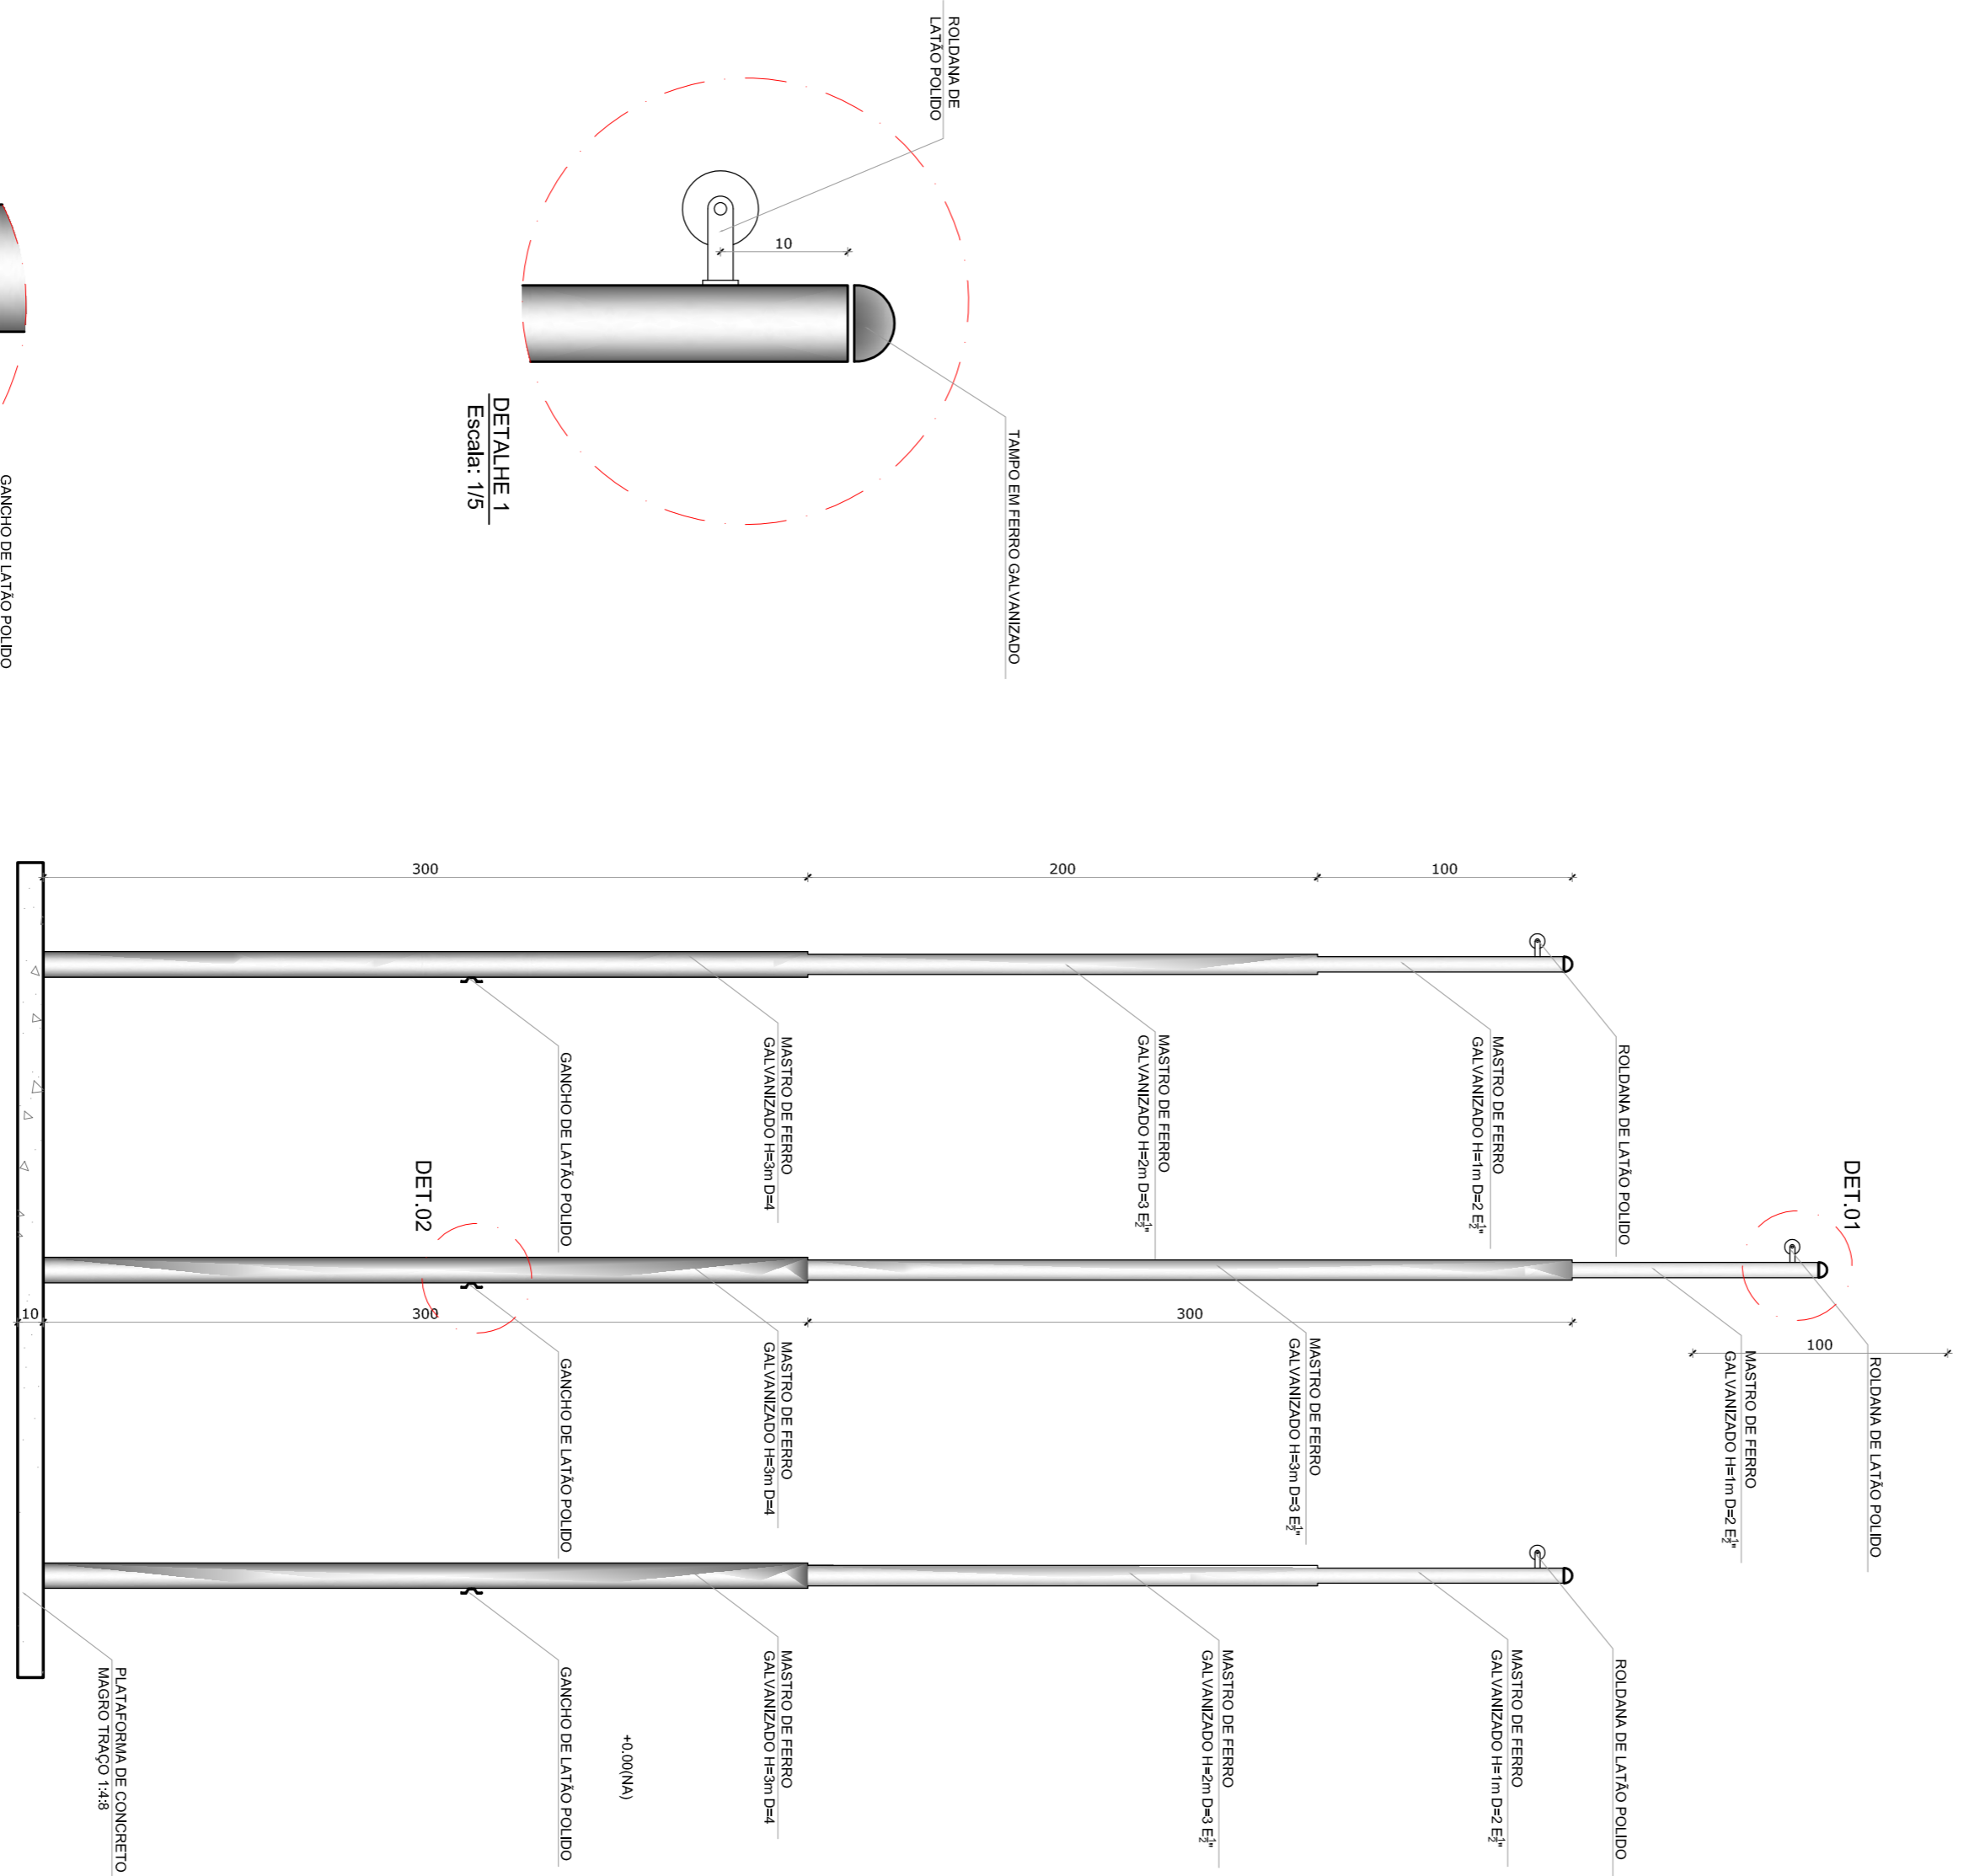 ROLDANA DE
LATÃO POLIDO
10
TAMPO EM FERRO GALVANIZADO
DETALHE 1
Escala: 1/5
GANCHO DE LATÃO POLIDO
300
200
100
ROLDANA DE LATÃO POLIDO
MASTRO DE FERRO
GALVANIZADO H=1m D=2 E½"
MASTRO DE FERRO
GALVANIZADO H=2m D=3 E½"
MASTRO DE FERRO
GALVANIZADO H=3m D=4
GANCHO DE LATÃO POLIDO
DET.01
DET.02
10
300
300
100
ROLDANA DE LATÃO POLIDO
MASTRO DE FERRO
GALVANIZADO H=1m D=2 E½"
MASTRO DE FERRO
GALVANIZADO H=3m D=3 E½"
MASTRO DE FERRO
GALVANIZADO H=3m D=4
GANCHO DE LATÃO POLIDO
ROLDANA DE LATÃO POLIDO
MASTRO DE FERRO
GALVANIZADO H=1m D=2 E½"
MASTRO DE FERRO
GALVANIZADO H=2m D=3 E½"
MASTRO DE FERRO
GALVANIZADO H=3m D=4
+0.00(NA)
GANCHO DE LATÃO POLIDO
PLATAFORMA DE CONCRETO
MAGRO TRAÇO 1:4:8